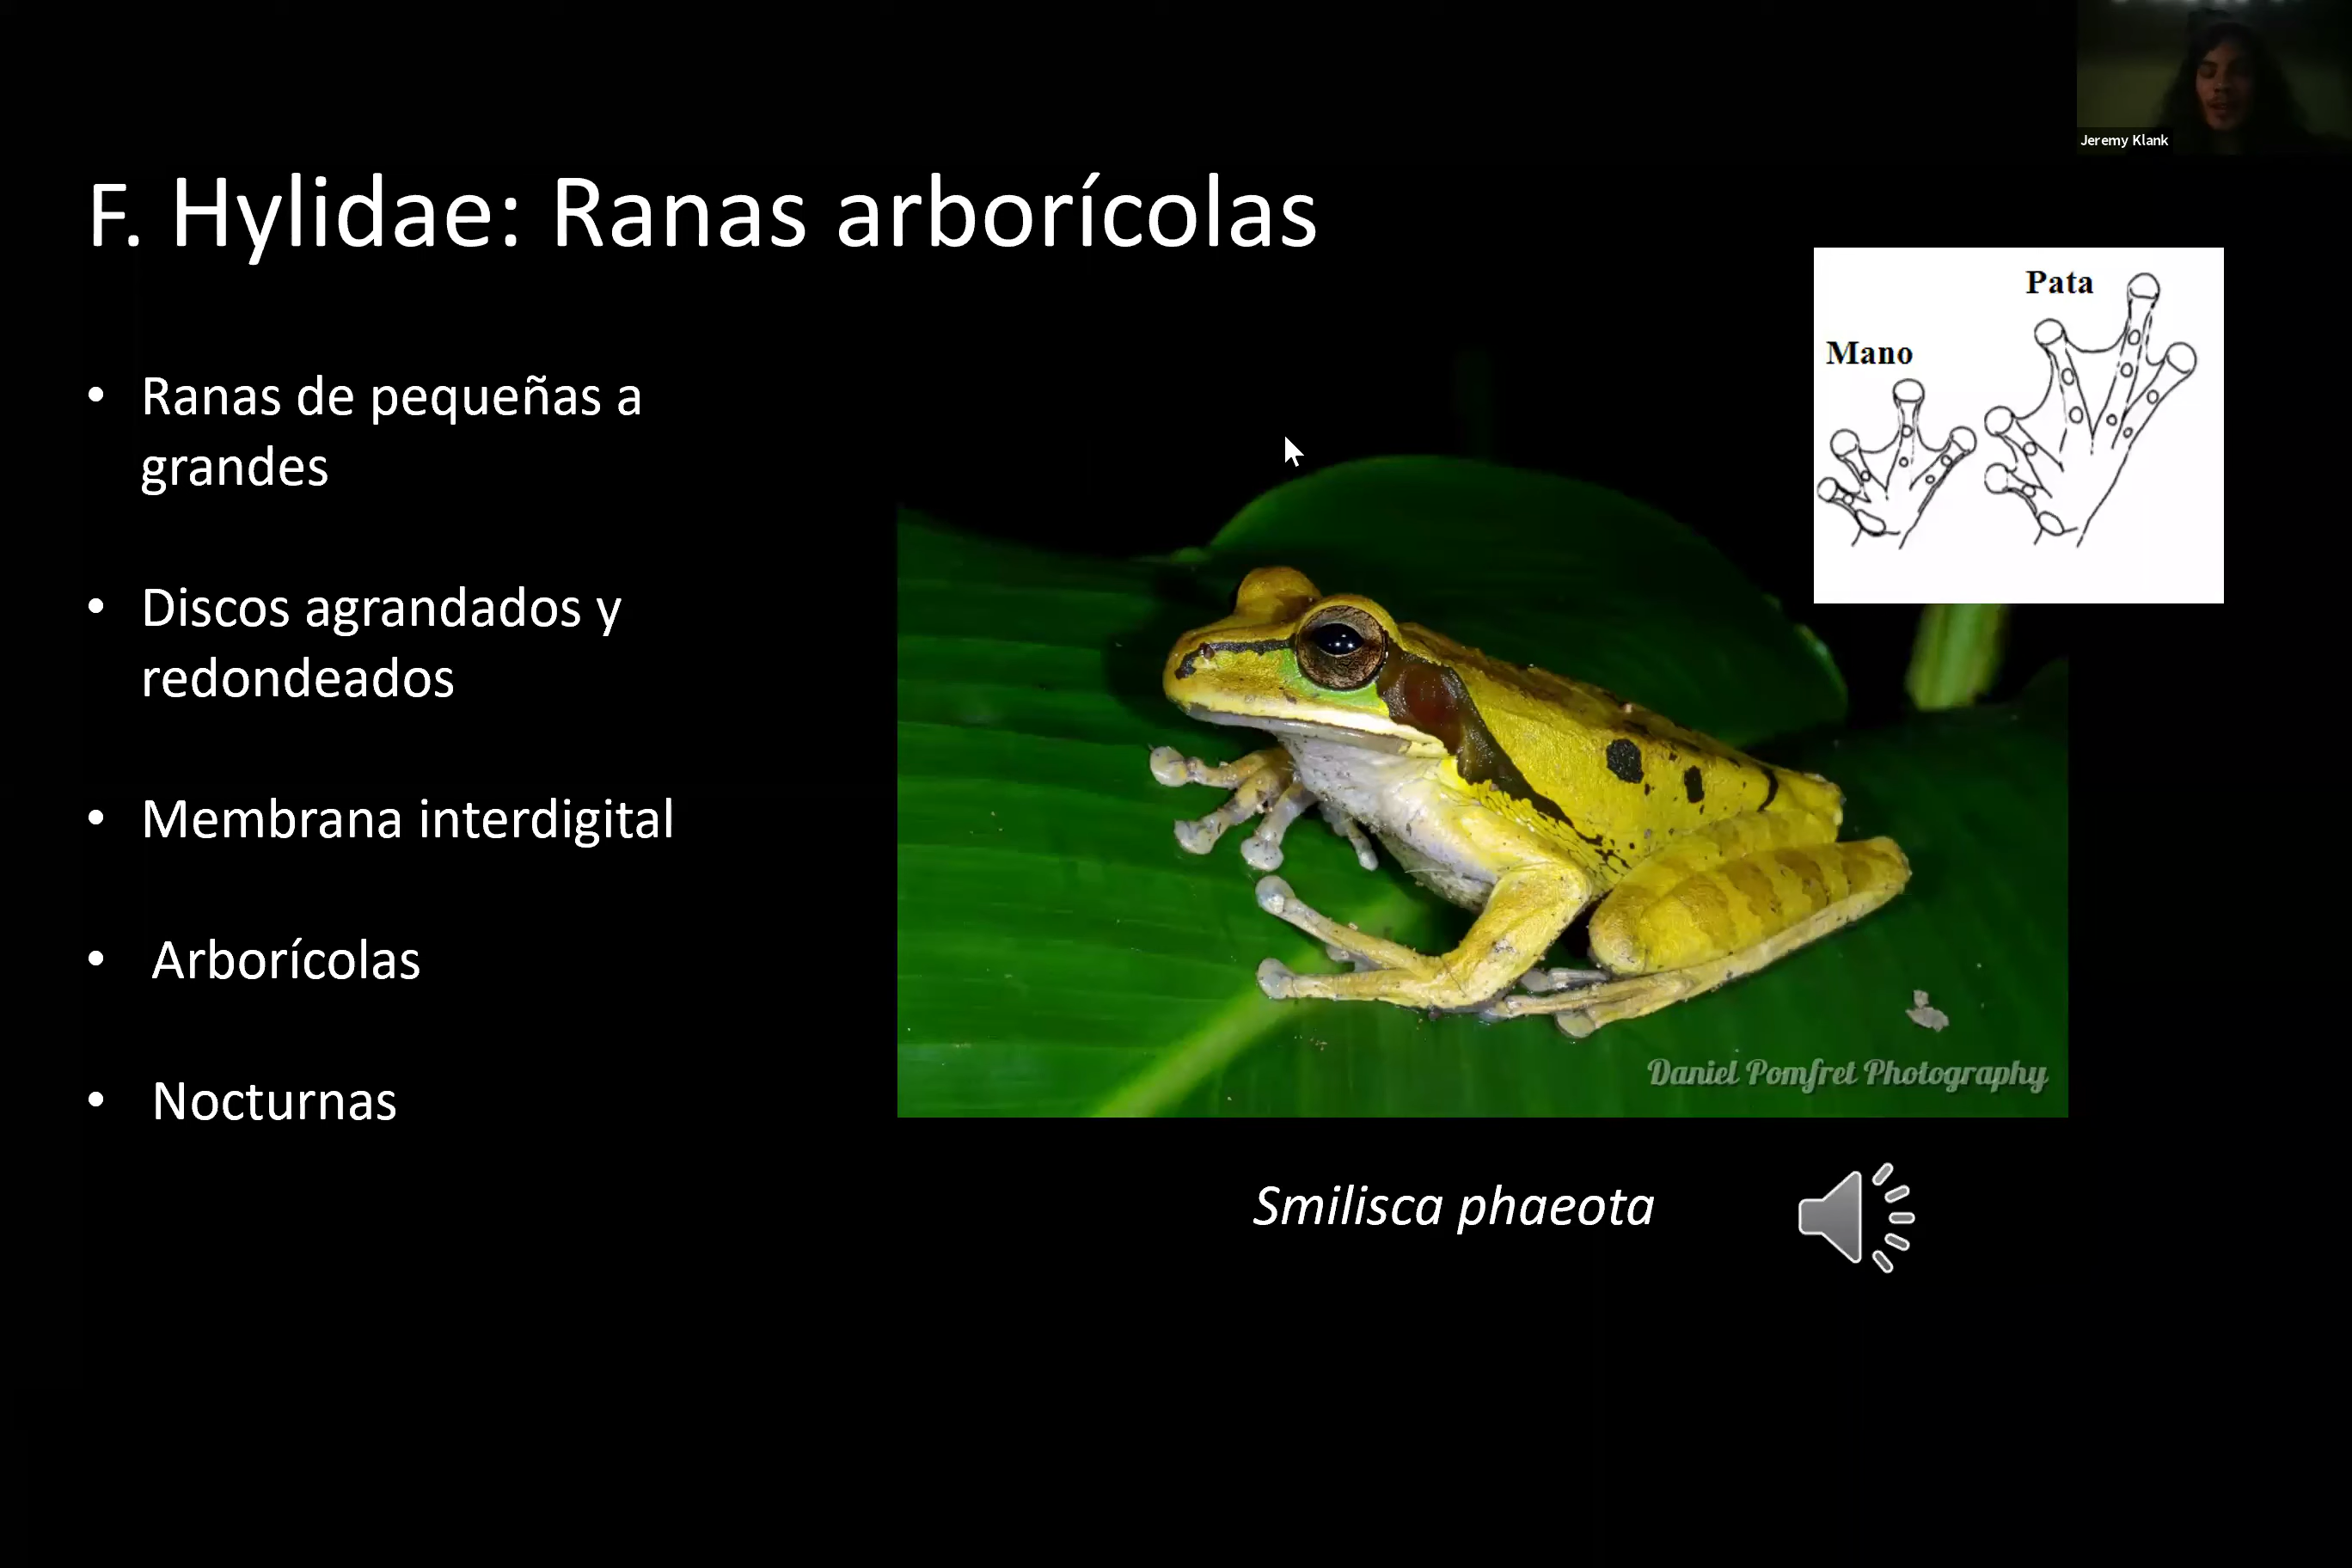 Jeremy Klank
F. Hylidae: Ranas arborícolas
• Ranas de pequeñas a
grandes
• Discos agrandados y
redondeados
• Membrana interdigital
• Arborícolas
• Nocturnas
Pata
Mano
Daniel Pomfret Photography
Smilisca phaeota